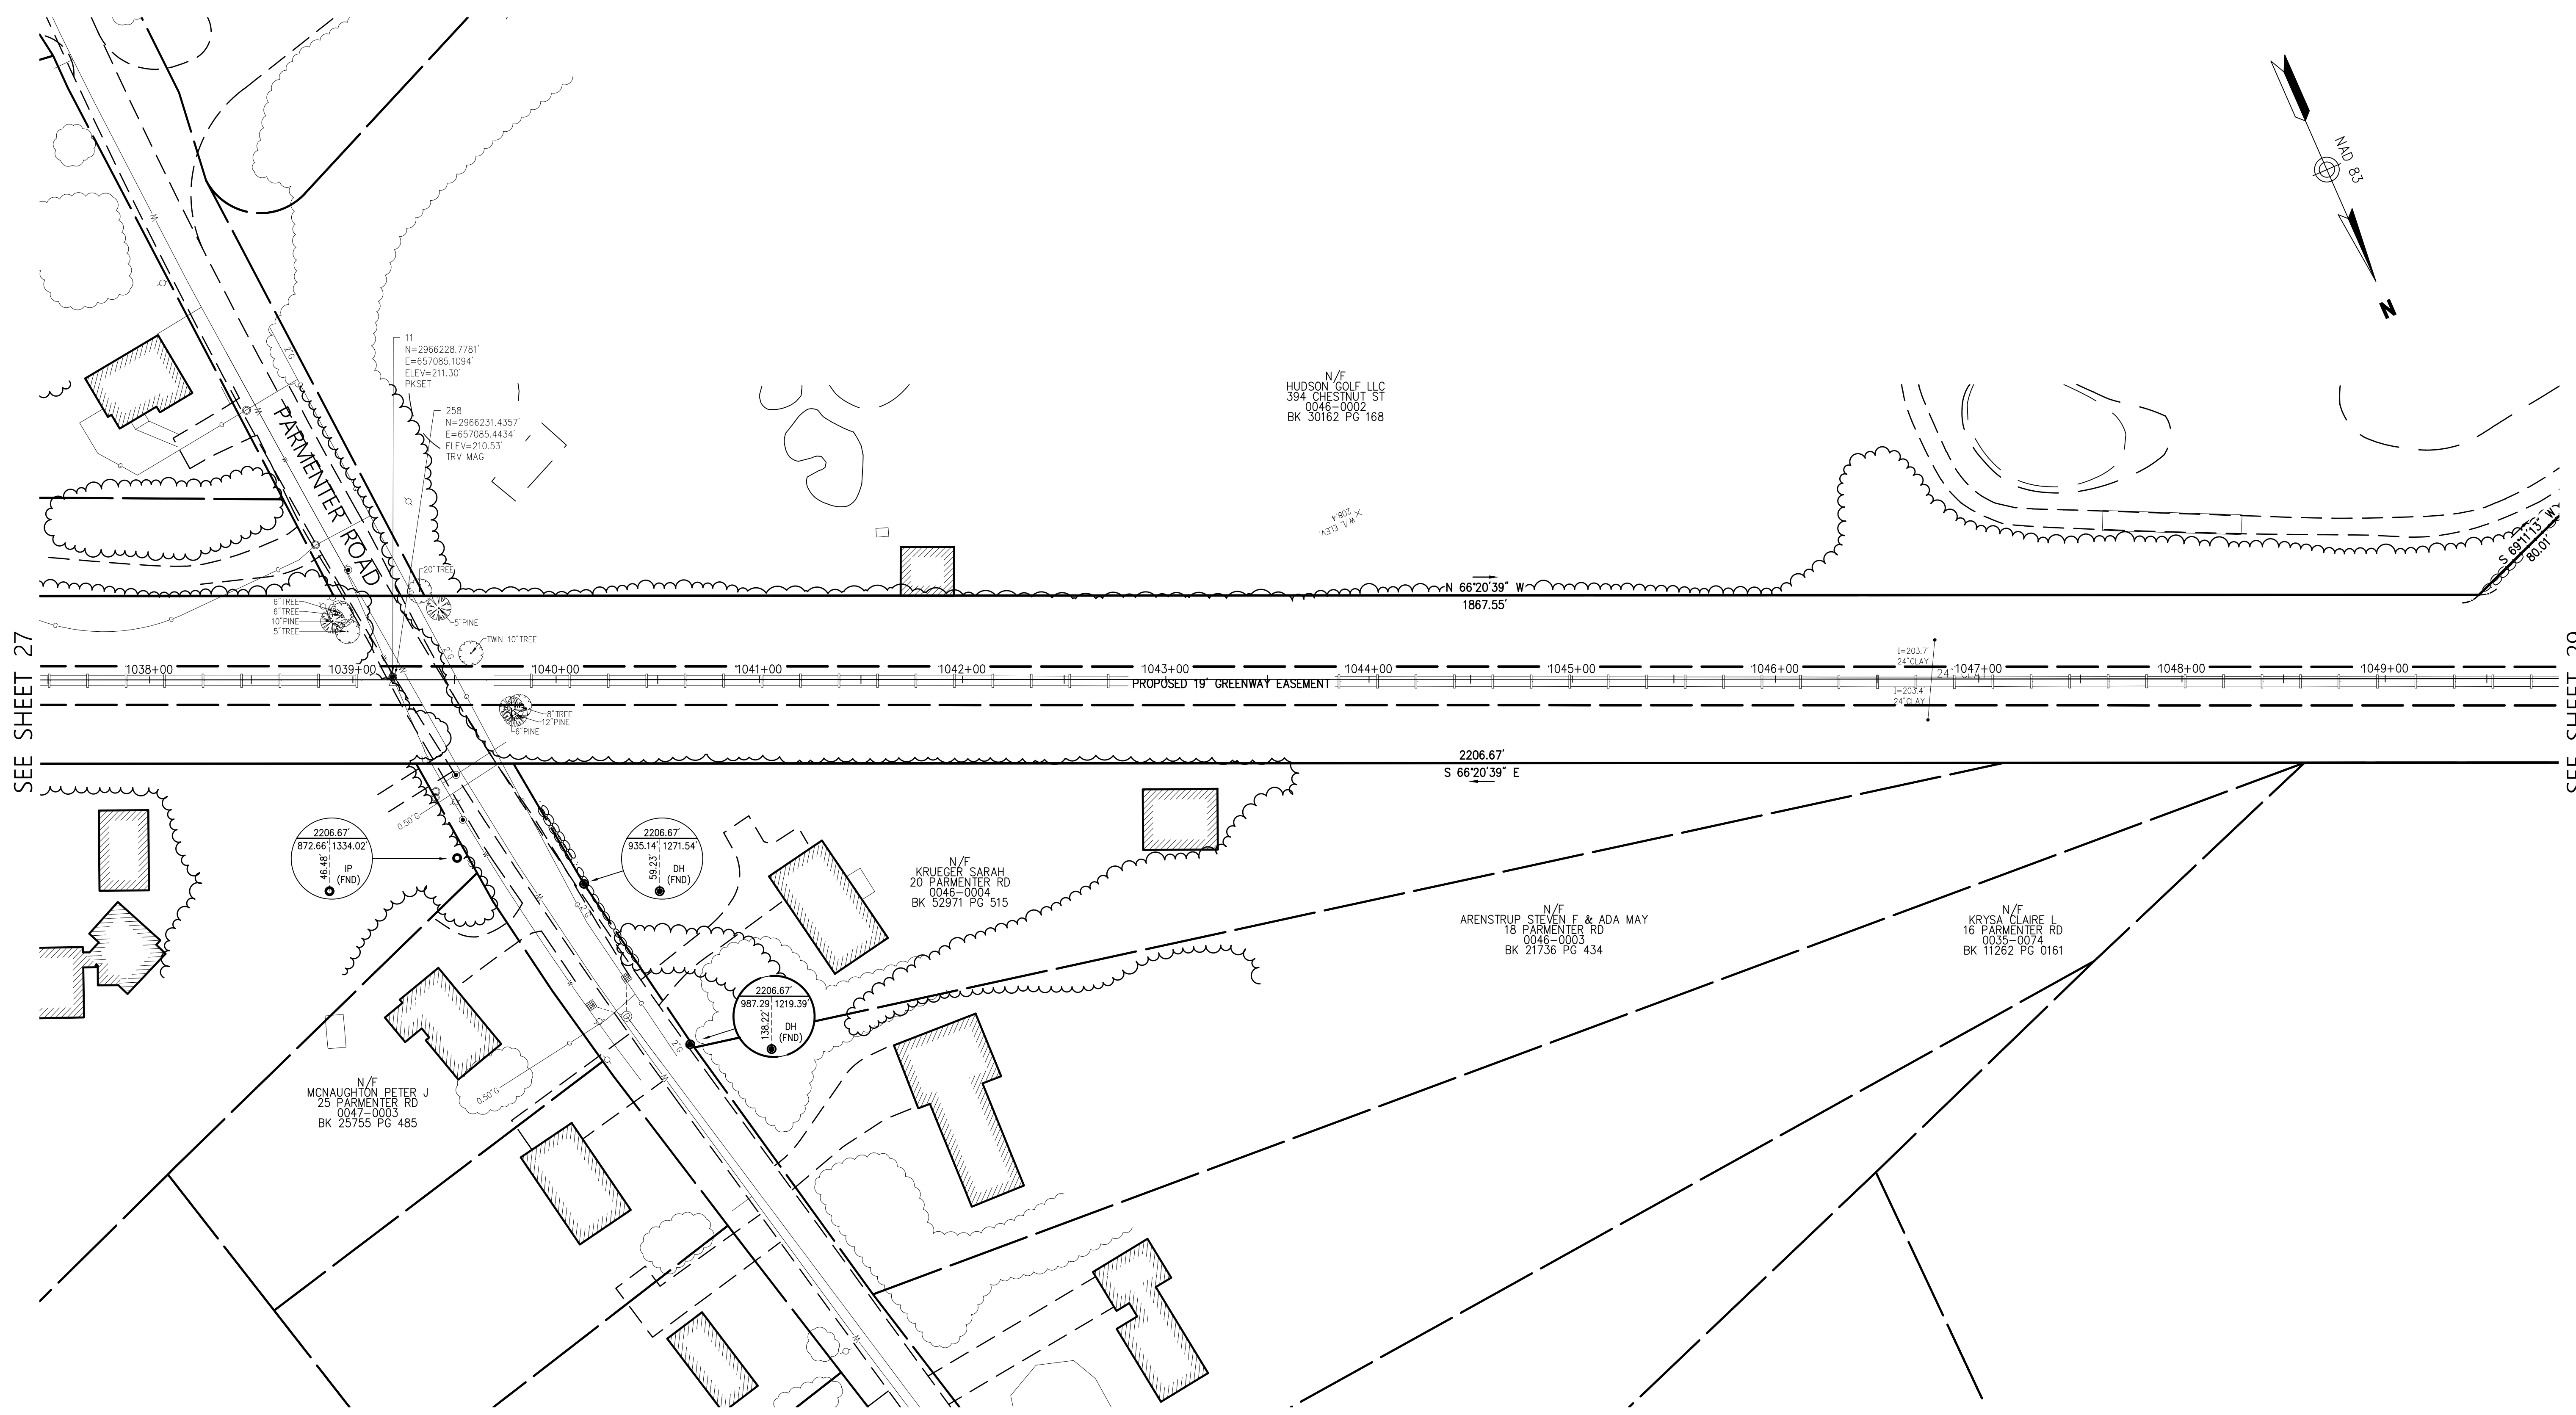 NAD 83
N
11
N=2966228.7781'
E=657085.1094'
ELEV=211.30'
PKSET
258
N=2966231.4357'
E=657085.4434'
ELEV=210.53'
TRV MAG
N/F
HUDSON GOLF LLC
394 CHESTNUT ST
0046-0002
BK 30162 PG 168
PARMENTER ROAD
W
2"G
W/L ELEV.
208.4
S 69°11'13" W
80.01'
20"TREE
6"TREE
6"TREE
10"PINE
5"TREE
5"PINE
TWIN 10"TREE
N 66°20'39" W
1867.55'
SEE SHEET 27
SEE SHEET 29
1038+00
1039+00
1040+00
1041+00
1042+00
1043+00
1044+00
1045+00
1046+00
1047+00
1048+00
1049+00
I=203.7'
24"CLAY
I=203.4'
24"CLAY
PROPOSED 19' GREENWAY EASEMENT
8"TREE
12"PINE
6"PINE
2206.67'
S 66°20'39" E
0.50"G
2206.67'
872.66' 1334.02'
46.48'
IP
(FND)
2206.67'
935.14' 1271.54'
59.23'
DH
(FND)
N/F
KRUEGER SARAH
20 PARMENTER RD
0046-0004
BK 52971 PG 515
N/F
ARENSTRUP STEVEN F & ADA MAY
18 PARMENTER RD
0046-0003
BK 21736 PG 434
N/F
KRYSA CLAIRE L
16 PARMENTER RD
0035-0074
BK 11262 PG 0161
2206.67'
987.29' 1219.39'
138.22'
DH
(FND)
2"G
0.50"G
N/F
MCNAUGHTON PETER J
25 PARMENTER RD
0047-0003
BK 25755 PG 485